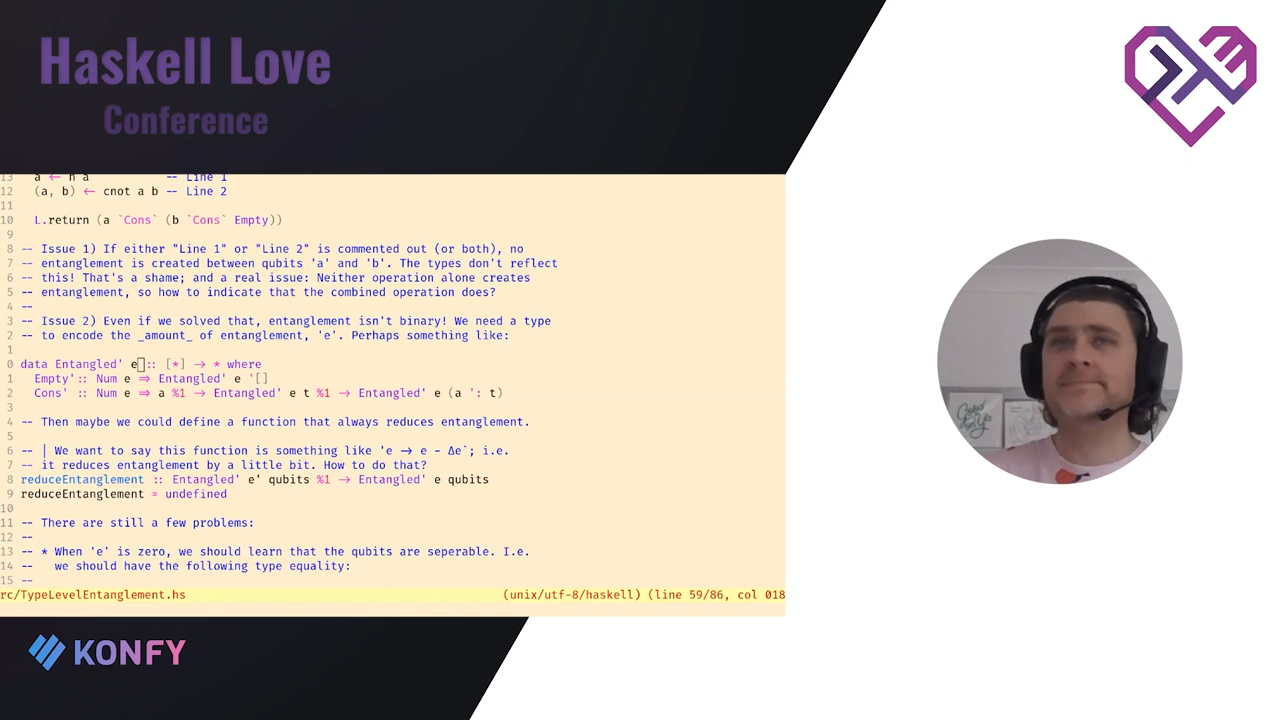 Haskell Love
Conference
13 a ← h a -- Line 1
12 (a, b) ← cnot a b -- Line 2
11
10 L.return (a `Cons` (b `Cons` Empty))
9
8 -- Issue 1) If either "Line 1" or "Line 2" is commented out (or both), no
7 -- entanglement is created between qubits 'a' and 'b'. The types don't reflect
6 -- this! That's a shame; and a real issue: Neither operation alone creates
5 -- entanglement, so how to indicate that the combined operation does?
4 --
3 -- Issue 2) Even if we solved that, entanglement isn't binary! We need a type
2 -- to encode the _amount_ of entanglement, 'e'. Perhaps something like:
1
0 data Entangled' e :: [*] → * where
1 Empty' :: Num e ⇒ Entangled' e '[]
2 Cons' :: Num e ⇒ a %1 → Entangled' e t %1 → Entangled' e (a ': t)
3
4 -- Then maybe we could define a function that always reduces entanglement.
5
6 -- | We want to say this function is something like 'e → e - Δe`; i.e.
7 -- it reduces entanglement by a little bit. How to do that?
8 reduceEntanglement :: Entangled' e' qubits %1 → Entangled' e qubits
9 reduceEntanglement = undefined
10
11 -- There are still a few problems:
12 --
13 -- * When 'e' is zero, we should learn that the qubits are seperable. I.e.
14 -- we should have the following type equality:
15 --
rc/TypeLevelEntanglement.hs (unix/utf-8/haskell) (line 59/86, col 018
KONFY